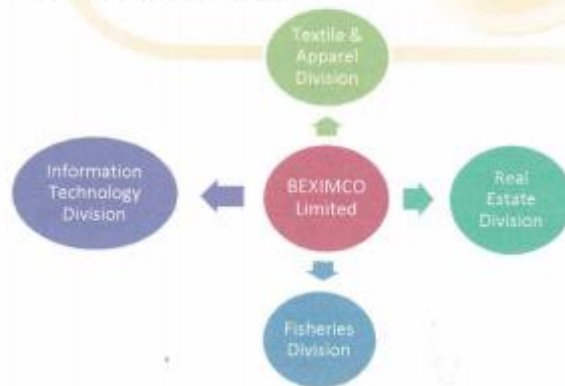 Textile &
Apparel
Division
Information
Technology
Division
BEXIMCO
Limited
Real
Estate
Division
Fisheries
Division